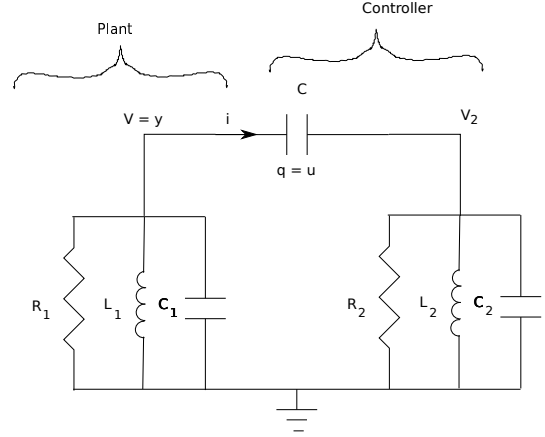 Controller
Plant
C
V = y
i
V2
q = u
R1
L1
C1
R2
L2
C2